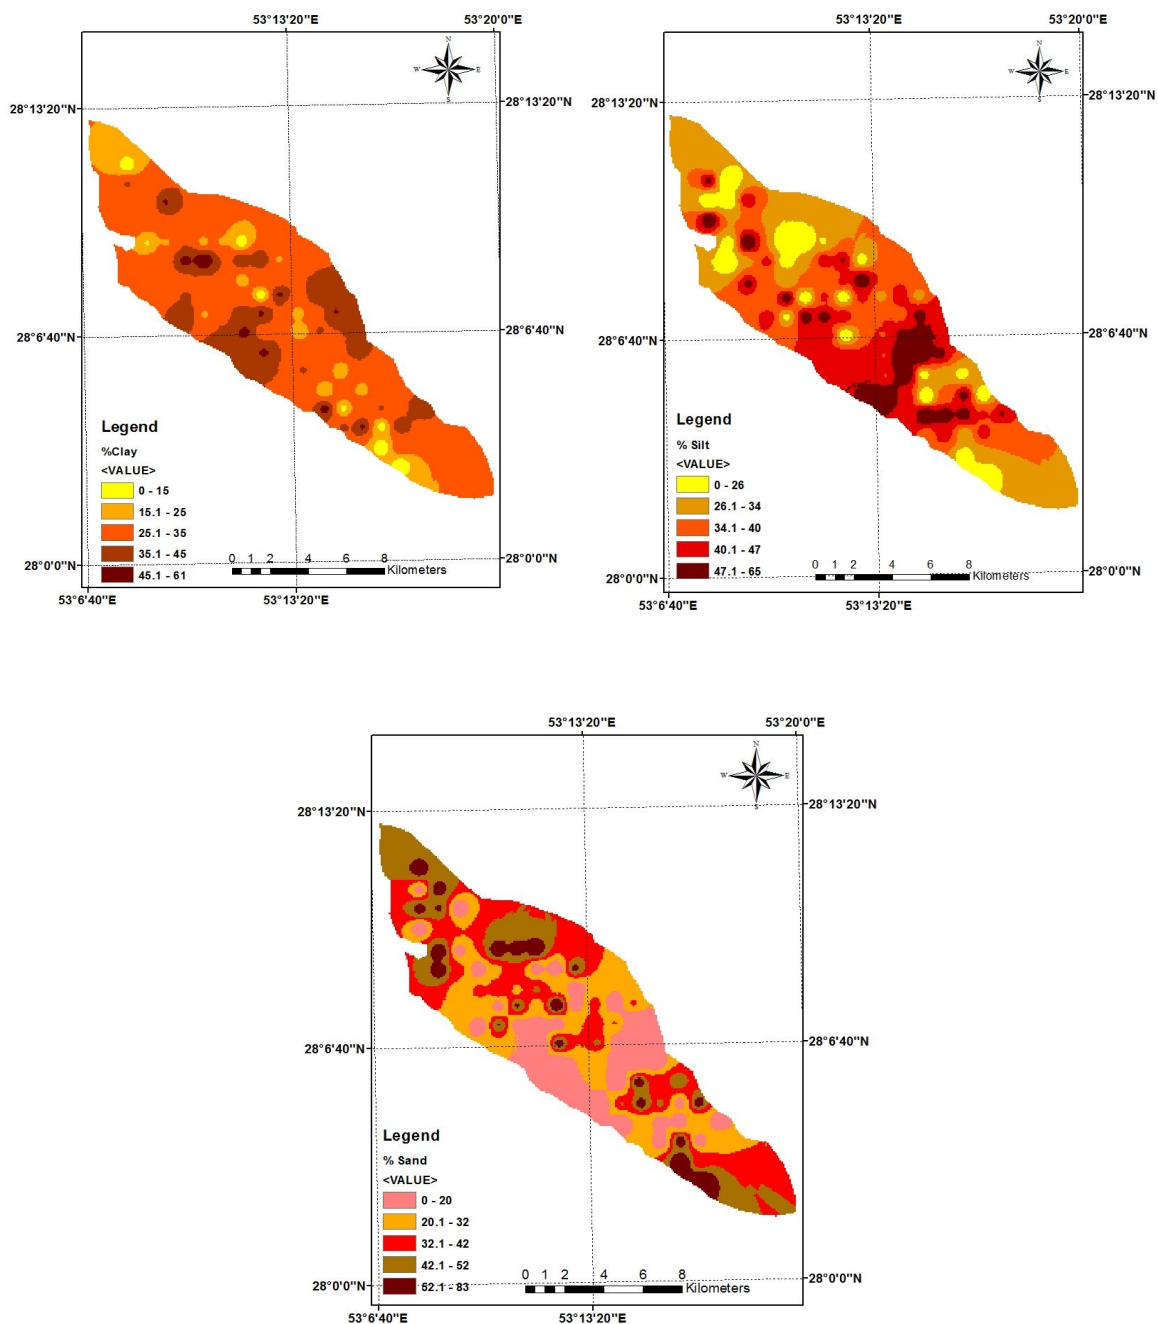 53°13'20"E 53°20'0"E
N
W E
S
28°13'20"N 28°13'20"N
28°6'40"N 28°6'40"N
Legend
%Clay
<VALUE>
0 - 15
15.1 - 25
25.1 - 35
35.1 - 45
45.1 - 61
0 1 2 4 6 8
Kilometers
28°0'0"N 28°0'0"N
53°6'40"E 53°13'20"E
53°13'20"E 53°20'0"E
N
W E
S
28°13'20"N 28°13'20"N
28°6'40"N 28°6'40"N
Legend
% Silt
<VALUE>
0 - 26
26.1 - 34
34.1 - 40
40.1 - 47
47.1 - 65
0 1 2 4 6 8
Kilometers
28°0'0"N 28°0'0"N
53°6'40"E 53°13'20"E
53°13'20"E 53°20'0"E
N
W E
S
28°13'20"N 28°13'20"N
28°6'40"N 28°6'40"N
Legend
% Sand
<VALUE>
0 - 20
20.1 - 32
32.1 - 42
42.1 - 52
52.1 - 83
0 1 2 4 6 8
Kilometers
28°0'0"N 28°0'0"N
53°6'40"E 53°13'20"E